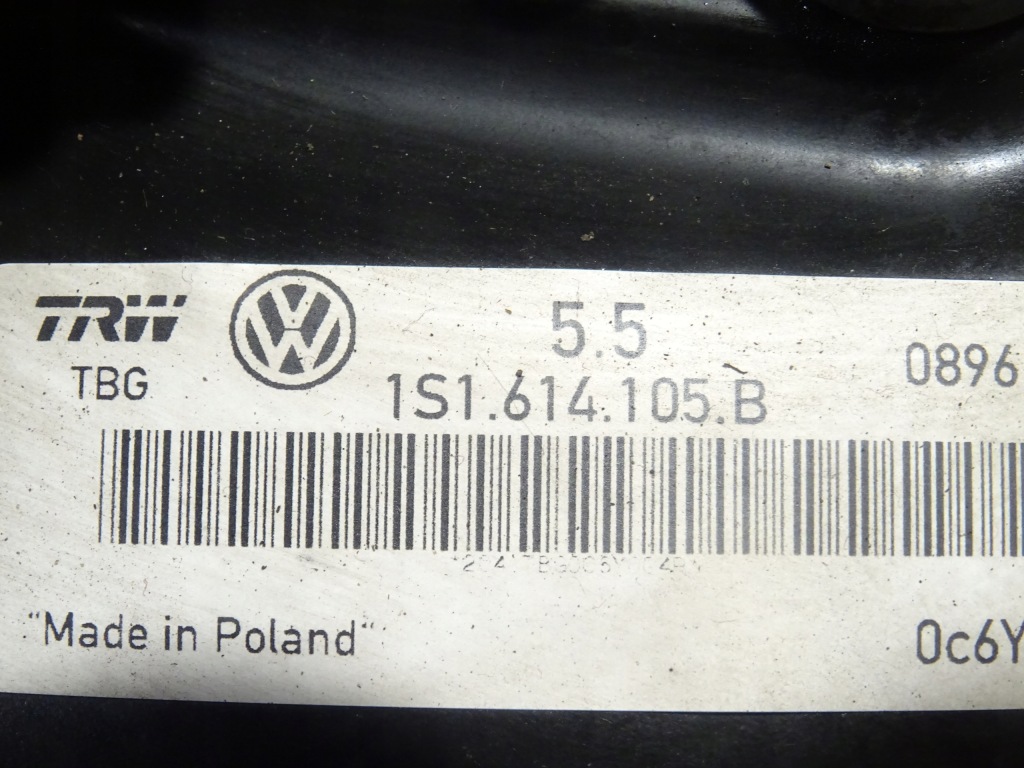 TRW
TBG
5.5
1S1.614.105.B
0896
"Made in Poland"
0c6Y